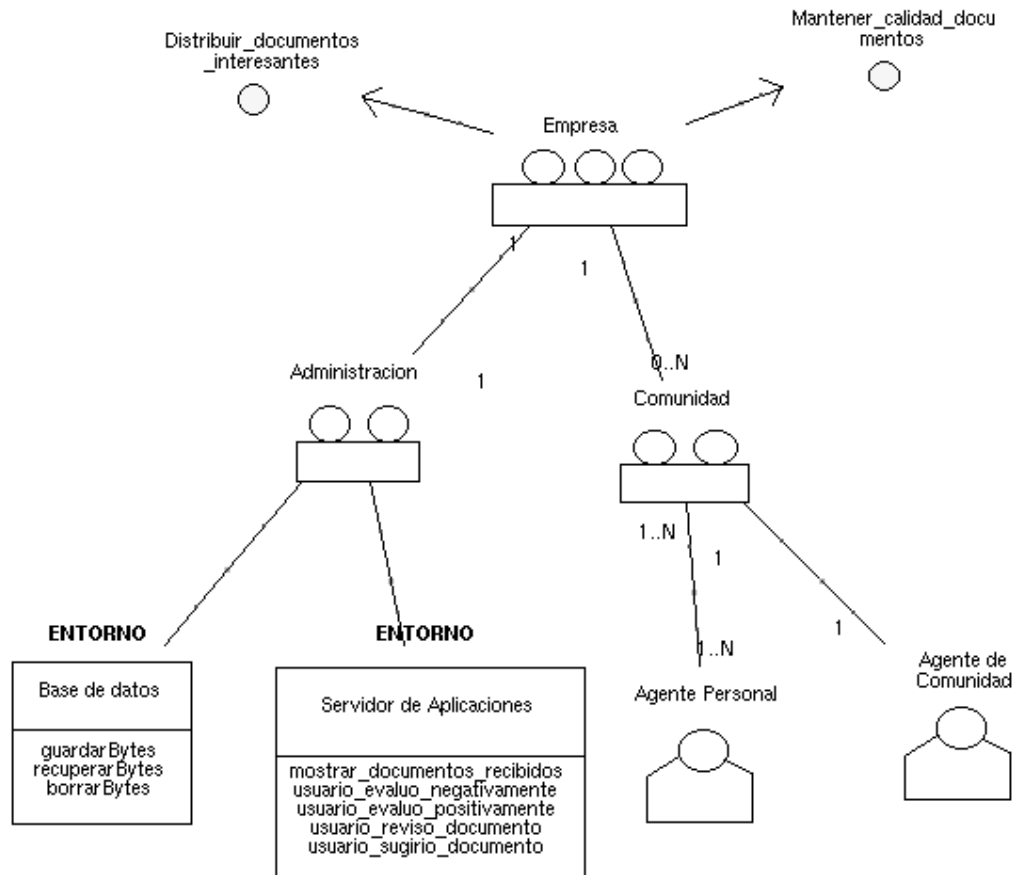 Mantener_calidad_docu
mentos
Distribuir_documentos
_interesantes
Empresa
1
1
Administracion
1
0..N
Comunidad
1..N
1
ENTORNO
ENTORNO
1
1..N
Base de datos
guardarBytes
recuperarBytes
borrarBytes
Servidor de Aplicaciones
mostrar_documentos_recibidos
usuario_evaluo_negativamente
usuario_evaluo_positivamente
usuario_reviso_documento
usuario_sugirio_documento
Agente Personal
Agente de
Comunidad